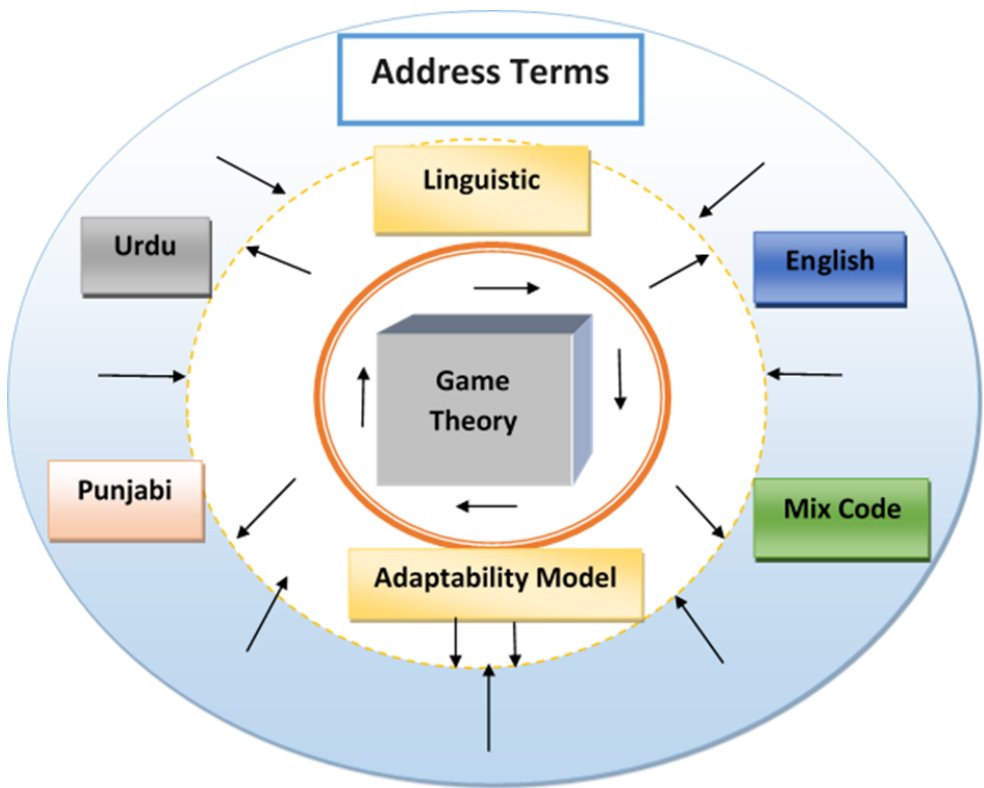 Address Terms
Linguistic
Urdu
English
Game
Theory
Punjabi
Mix Code
Adaptability Model